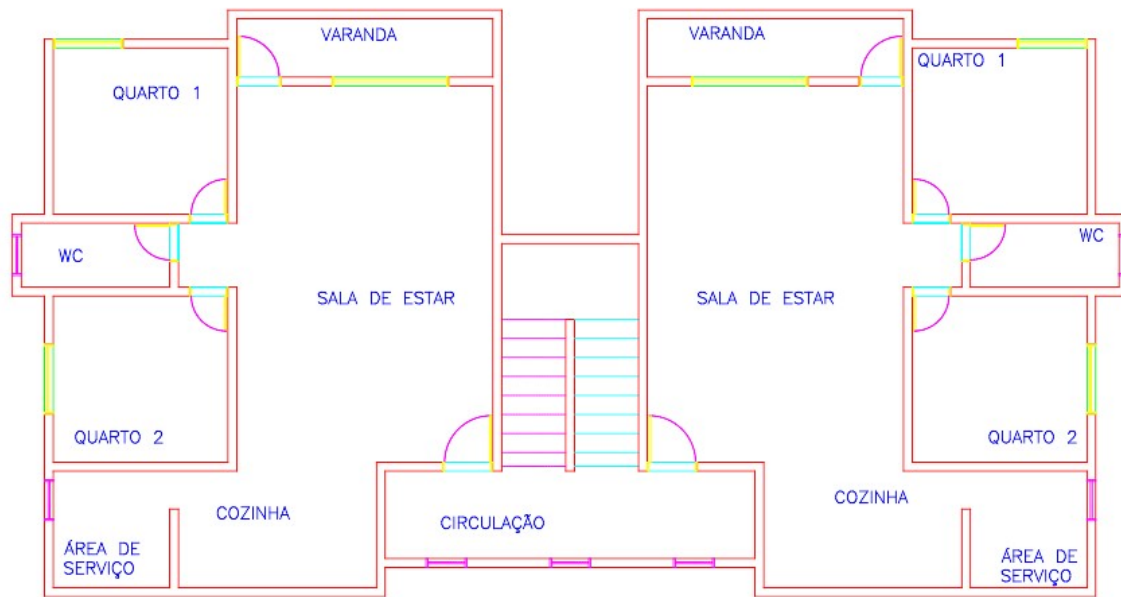 VARANDA
VARANDA
QUARTO 1
QUARTO 1
WC
WC
SALA DE ESTAR
SALA DE ESTAR
QUARTO 2
QUARTO 2
COZINHA
COZINHA
CIRCULAÇÃO
ÁREA DE
SERVIÇO
ÁREA DE
SERVIÇO